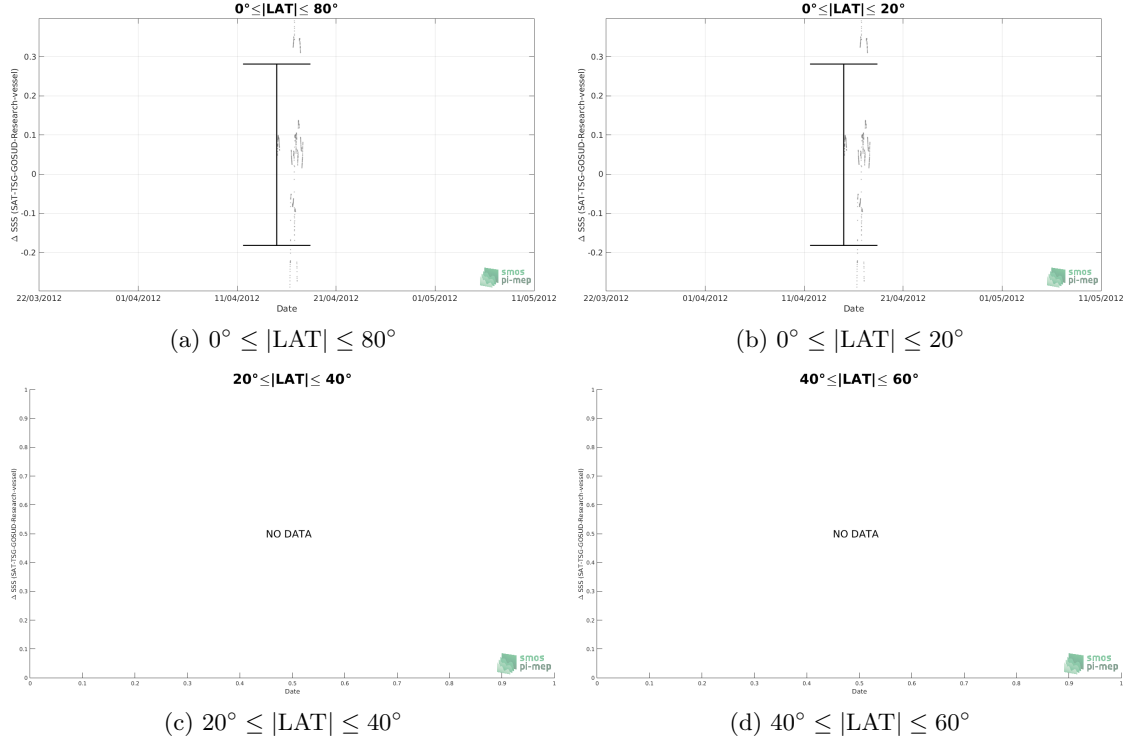 0°≤|LAT|≤ 80°
Δ SSS (SAT-TSG-GOSUD-Research-vessel)
0.3
0.2
0.1
0
-0.1
-0.2
22/03/2012 01/04/2012 11/04/2012 21/04/2012 01/05/2012 11/05/2012
Date
smos
pi-mep
(a) 0° ≤ |LAT| ≤ 80°
0°≤|LAT|≤ 20°
Δ SSS (SAT-TSG-GOSUD-Research-vessel)
0.3
0.2
0.1
0
-0.1
-0.2
22/03/2012 01/04/2012 11/04/2012 21/04/2012 01/05/2012 11/05/2012
Date
smos
pi-mep
(b) 0° ≤ |LAT| ≤ 20°
20°≤|LAT|≤ 40°
Δ SSS (SAT-TSG-GOSUD-Research-vessel)
1
0.9
0.8
0.7
0.6
0.5
0.4
0.3
0.2
0.1
0
NO DATA
0 0.1 0.2 0.3 0.4 0.5 0.6 0.7 0.8 0.9 1
Date
smos
pi-mep
(c) 20° ≤ |LAT| ≤ 40°
40°≤|LAT|≤ 60°
Δ SSS (SAT-TSG-GOSUD-Research-vessel)
1
0.9
0.8
0.7
0.6
0.5
0.4
0.3
0.2
0.1
0
NO DATA
0 0.1 0.2 0.3 0.4 0.5 0.6 0.7 0.8 0.9 1
Date
smos
pi-mep
(d) 40° ≤ |LAT| ≤ 60°